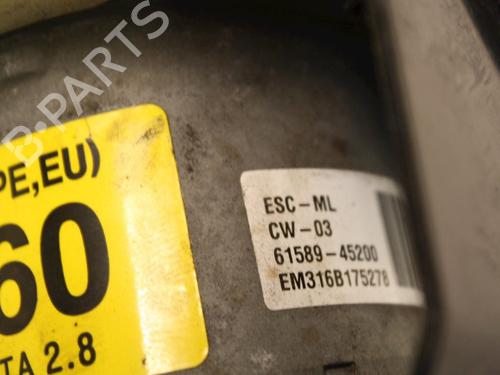 PE,EU)
60
TA 2.8
ESC-ML
CW-03
61589-45200
EM316B175278
B-PARTS